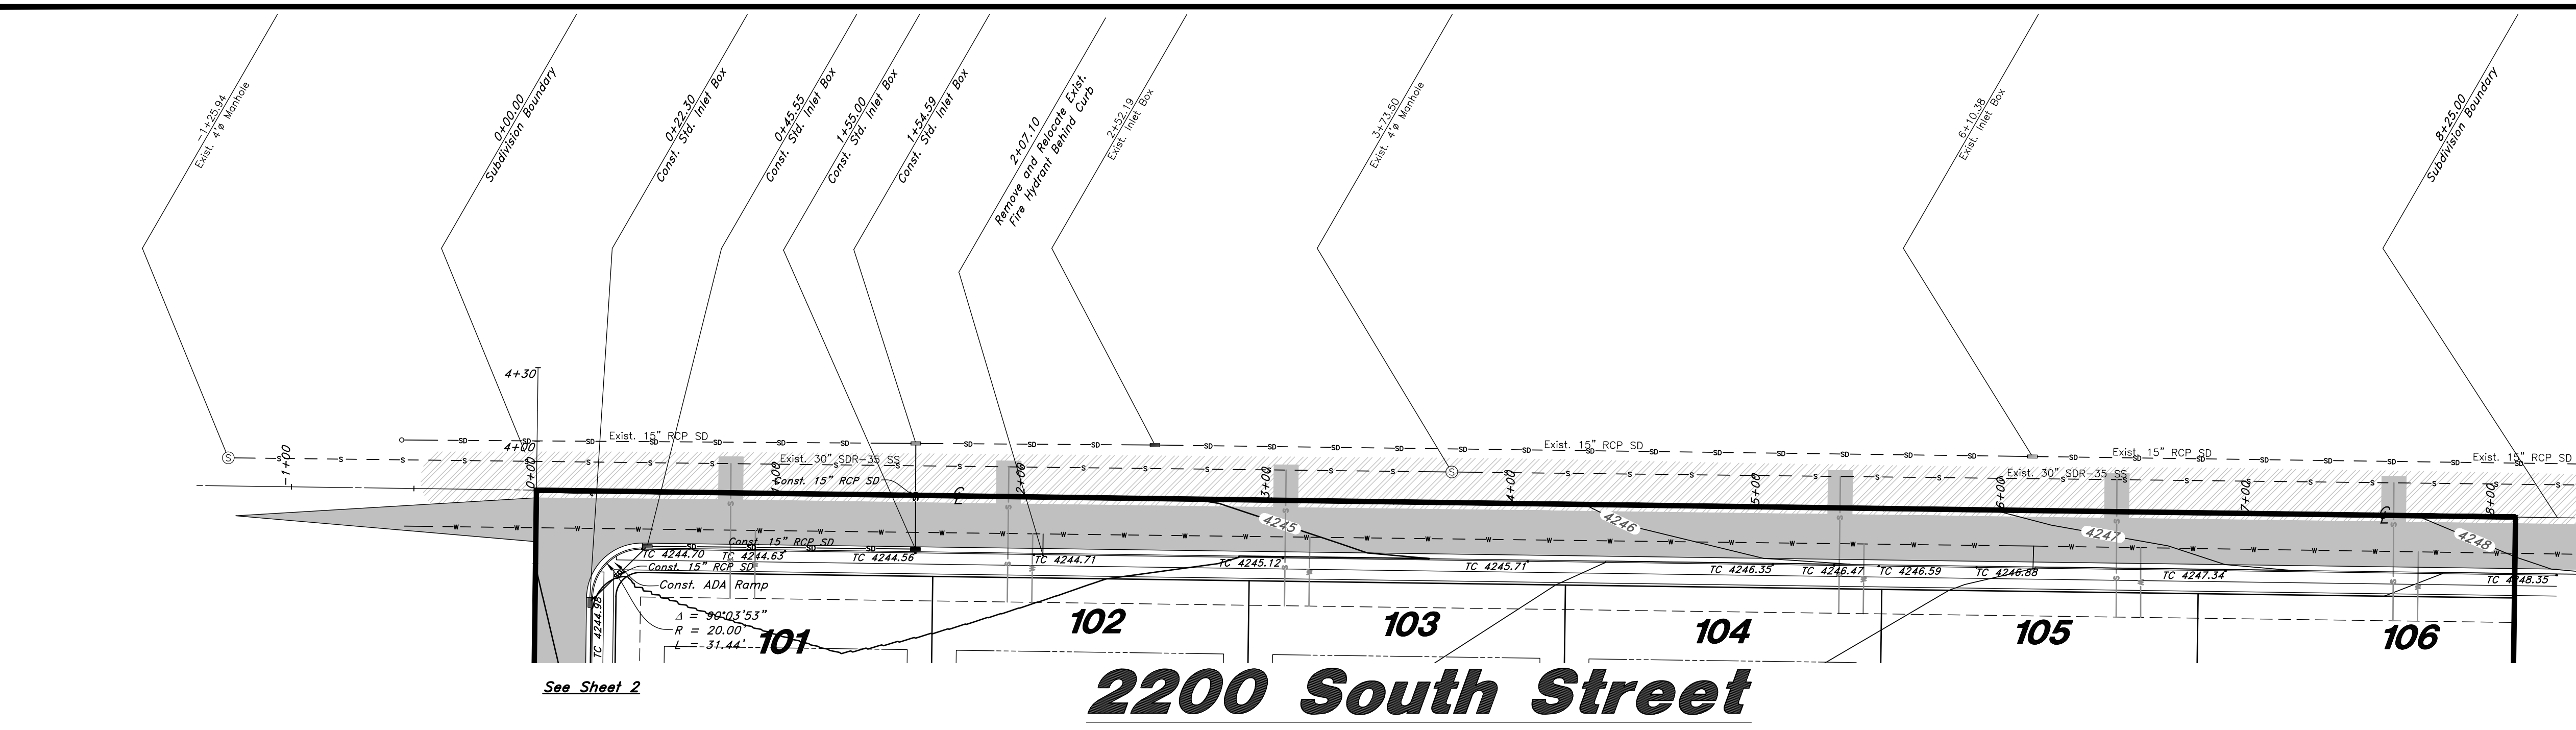 -1+25.94
Exist. 4'ø Manhole
0+00.00
Subdivision Boundary
0+22.30
Const. Std. Inlet Box
0+45.55
Const. Std. Inlet Box
1+55.00
Const. Std. Inlet Box
1+54.59
Const. Std. Inlet Box
2+07.10
Remove and Relocate Exist.
Fire Hydrant Behind Curb
2+52.19
Exist. Inlet Box
3+73.50
Exist. 4'ø Manhole
6+10.38
Exist. Inlet Box
8+25.00
Subdivision Boundary
4+30
4+00
Exist. 15" RCP SD
Exist. 15" RCP SD
Exist. 15" RCP SD
Exist. 15" RCP SD
Exist. 30" SDR-35 SS
Exist. 30" SDR-35 SS
-1+00
0+00
1+00
2+00
3+00
4+00
5+00
6+00
7+00
8+00
Const. 15" RCP SD
4245
4246
4247
4248
Const. 15" RCP SD
TC 4244.70
TC 4244.63
TC 4244.56
TC 4244.71
TC 4245.12
TC 4245.71
TC 4246.35
TC 4246.47
TC 4246.59
TC 4246.88
TC 4247.34
TC 4248.35
Const. 15" RCP SD
Const. ADA Ramp
TC 4244.98
Δ = 90°03'53"
R = 20.00'
L = 31.44'
101
102
103
104
105
106
See Sheet 2
2200 South Street